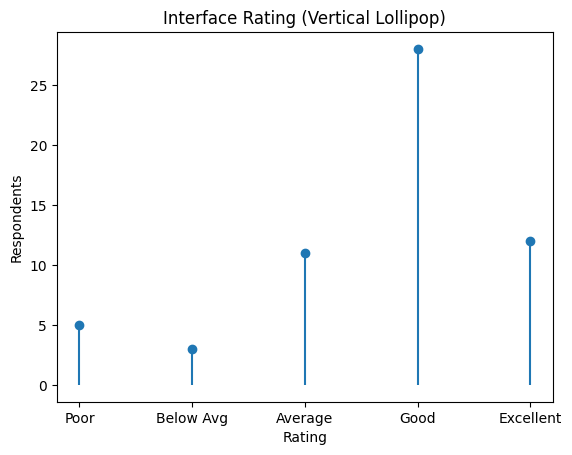 Interface Rating (Vertical Lollipop)
Respondents
25
20
15
10
5
0
Poor
Below Avg
Average
Good
Excellent
Rating